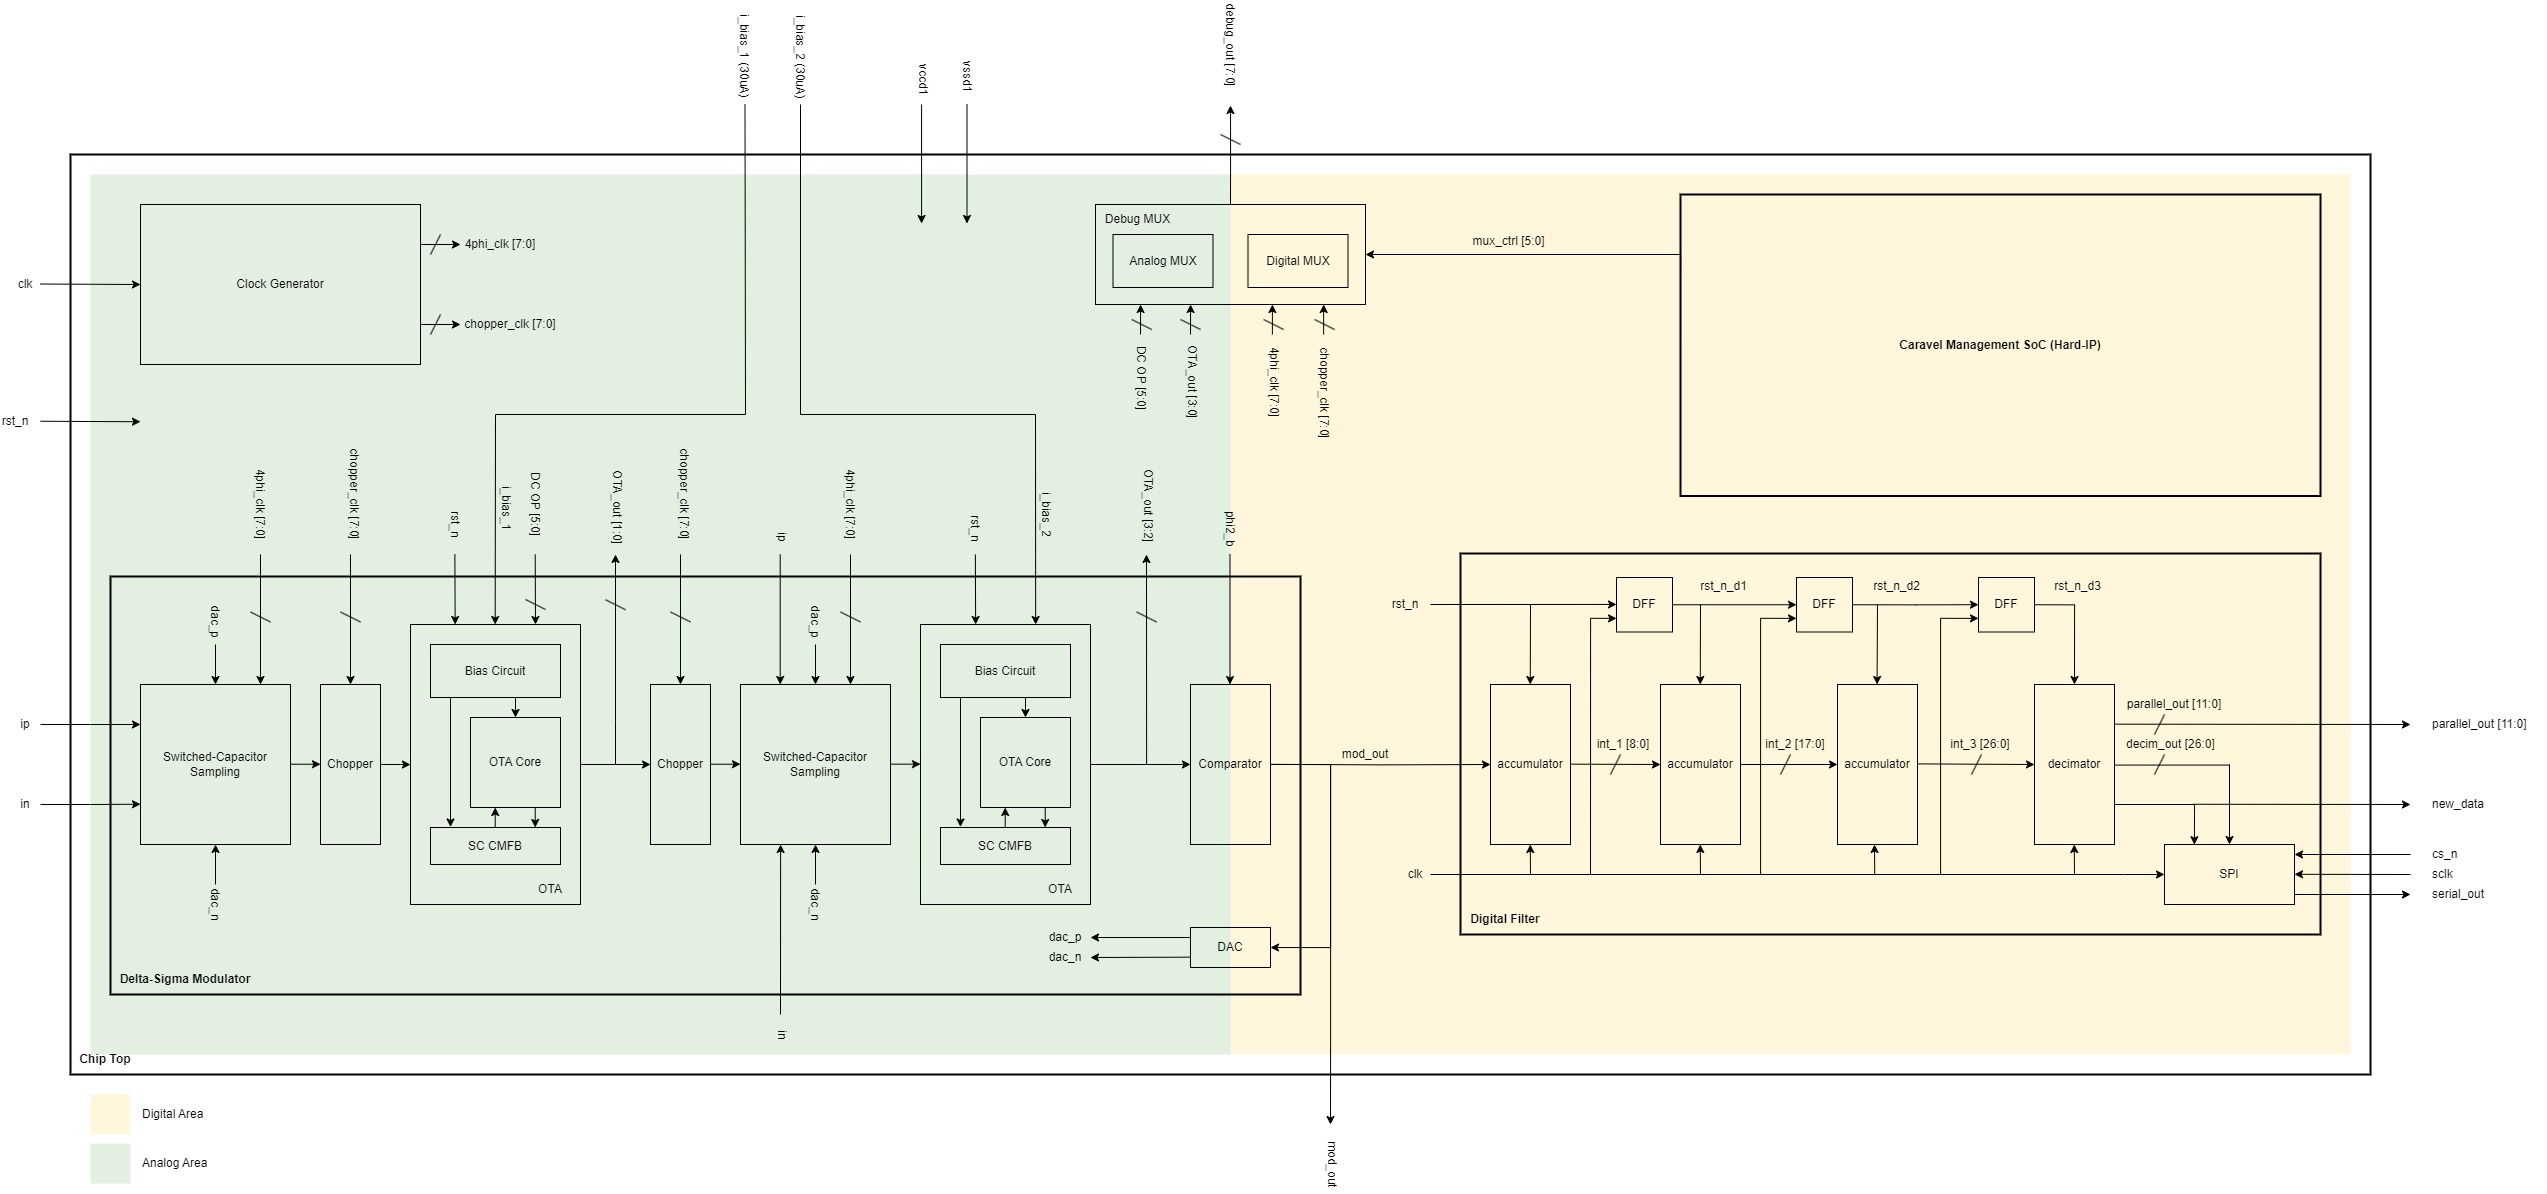 i_bias_1 (30uA)
i_bias_2 (30uA)
vccd1
vssd1
debug_out [7:0]
Clock Generator
4phi_clk [7:0]
chopper_clk [7:0]
clk
rst_n
Debug MUX
Analog MUX
Digital MUX
mux_ctrl [5:0]
DC OP [5:0]
OTA_out [3:0]
4phi_clk [7:0]
chopper_clk [7:0]
Caravel Management SoC (Hard-IP)
4phi_clk [7:0]
chopper_clk [7:0]
rst_n
i_bias_1
DC OP [5:0]
OTA_out [1:0]
chopper_clk [7:0]
ip
4phi_clk [7:0]
rst_n
i_bias_2
OTA_out [3:2]
phi2_b
dac_p
dac_p
ip
in
Switched-Capacitor
Sampling
Chopper
Bias Circuit
OTA Core
SC CMFB
OTA
Chopper
Switched-Capacitor
Sampling
Bias Circuit
OTA Core
SC CMFB
OTA
Comparator
mod_out
dac_n
dac_n
dac_p
dac_n
DAC
Delta-Sigma Modulator
in
rst_n
DFF
rst_n_d1
DFF
rst_n_d2
DFF
rst_n_d3
accumulator
int_1 [8:0]
accumulator
int_2 [17:0]
accumulator
int_3 [26:0]
decimator
parallel_out [11:0]
decim_out [26:0]
parallel_out [11:0]
new_data
clk
SPI
cs_n
sclk
serial_out
Digital Filter
Chip Top
mod_out
Digital Area
Analog Area